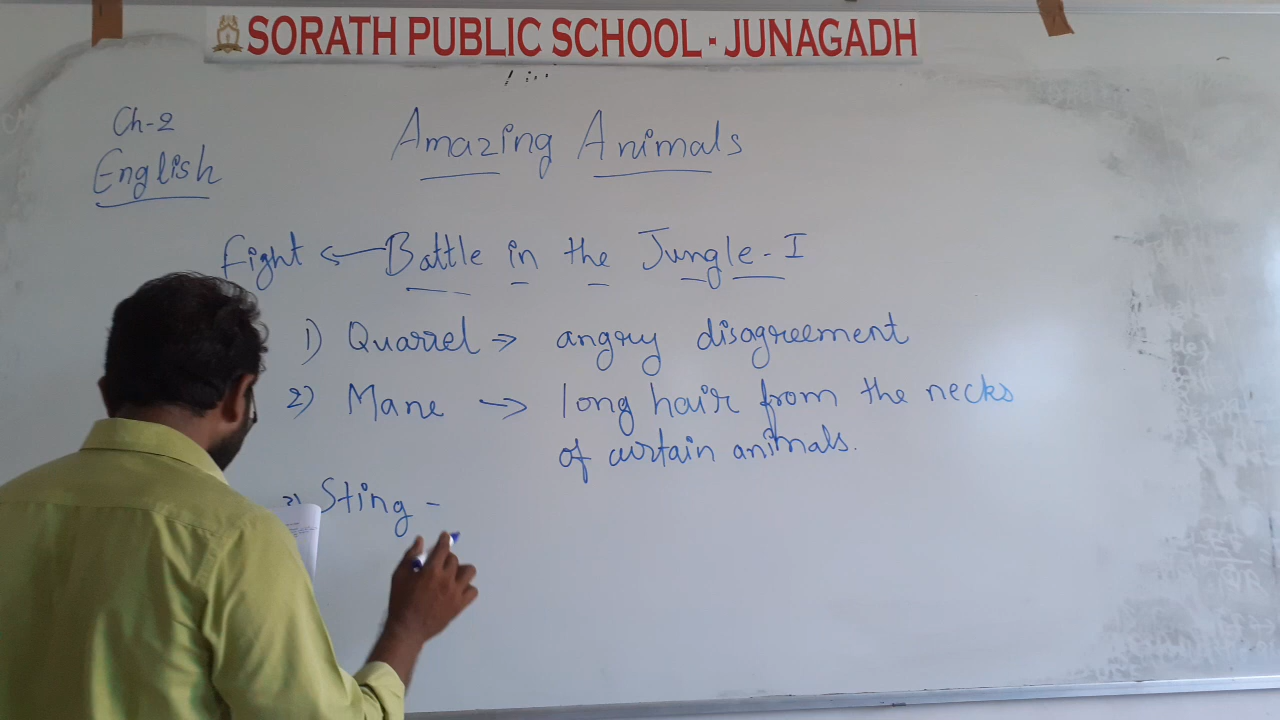 SORATH PUBLIC SCHOOL - JUNAGADH
Ch-2
English
Amazing Animals
Fight ← Battle in the Jungle - I
1) Quarrel → angry disagreement
2) Mane → long hair from the necks
of certain animals.
Sting -